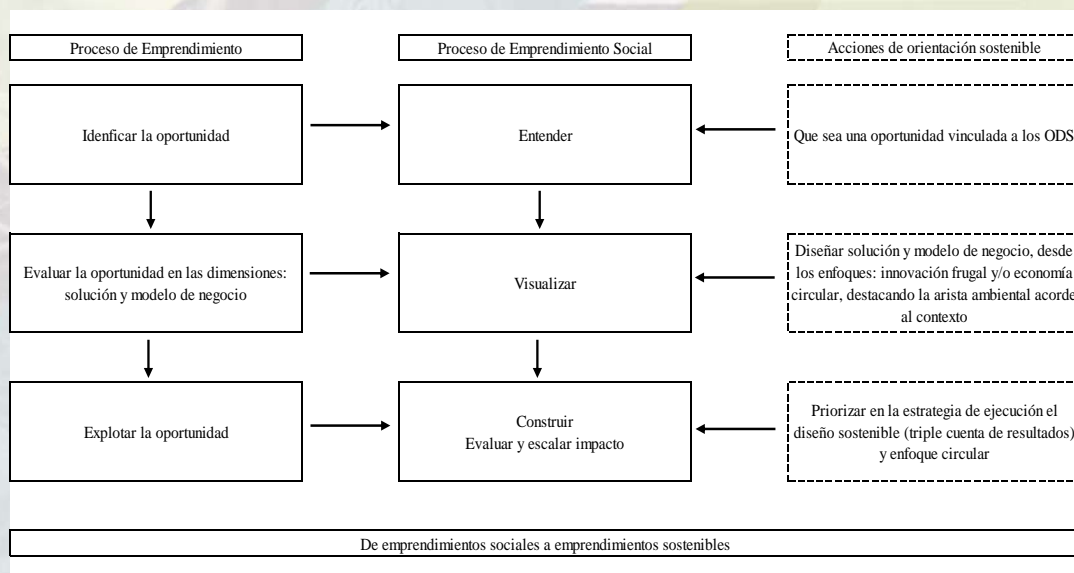 Proceso de Emprendimiento
Proceso de Emprendimiento Social
Acciones de orientación sostenible
Idenficar la oportunidad
Entender
Que sea una oportunidad vinculada a los ODS
Evaluar la oportunidad en las dimensiones:
solución y modelo de negocio
Visualizar
Diseñar solución y modelo de negocio, desde
los enfoques: innovación frugal y/o economía
circular, destacando la arista ambiental acorde
al contexto
Explotar la oportunidad
Construir
Evaluar y escalar impacto
Priorizar en la estrategia de ejecución el
diseño sostenible (triple cuenta de resultados)
y enfoque circular
De emprendimientos sociales a emprendimientos sostenibles